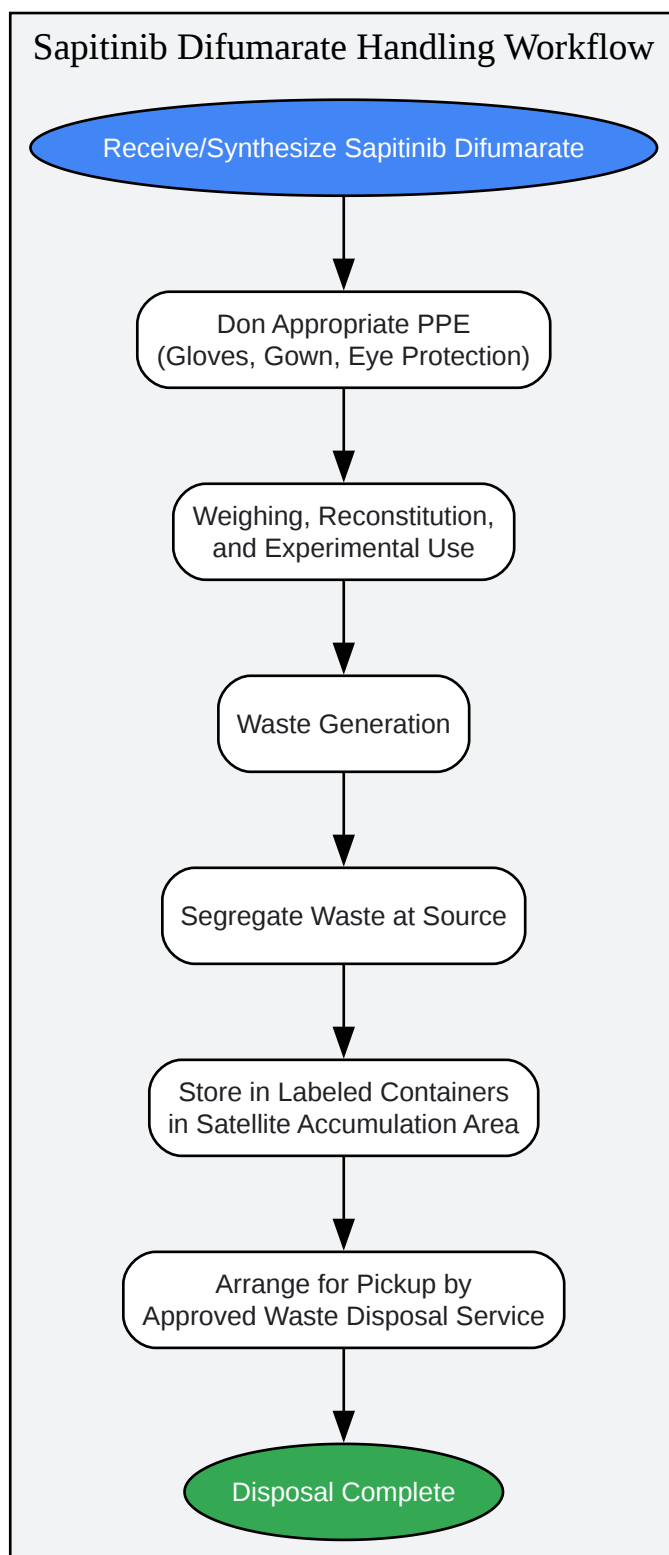 Sapitinib Difumarate Handling Workflow
Receive/Synthesize Sapitinib Difumarate
Don Appropriate PPE
(Gloves, Gown, Eye Protection)
Weighing, Reconstitution,
and Experimental Use
Waste Generation
Segregate Waste at Source
Store in Labeled Containers
in Satellite Accumulation Area
Arrange for Pickup by
Approved Waste Disposal Service
Disposal Complete